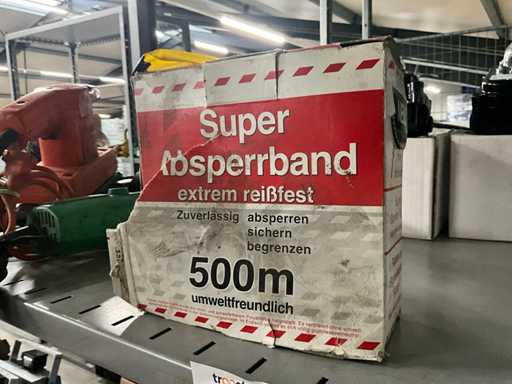 Super
Absperrband
extrem reißfest
Zuverlässig absperren
sichern
begrenzen
500m
umweltfreundlich